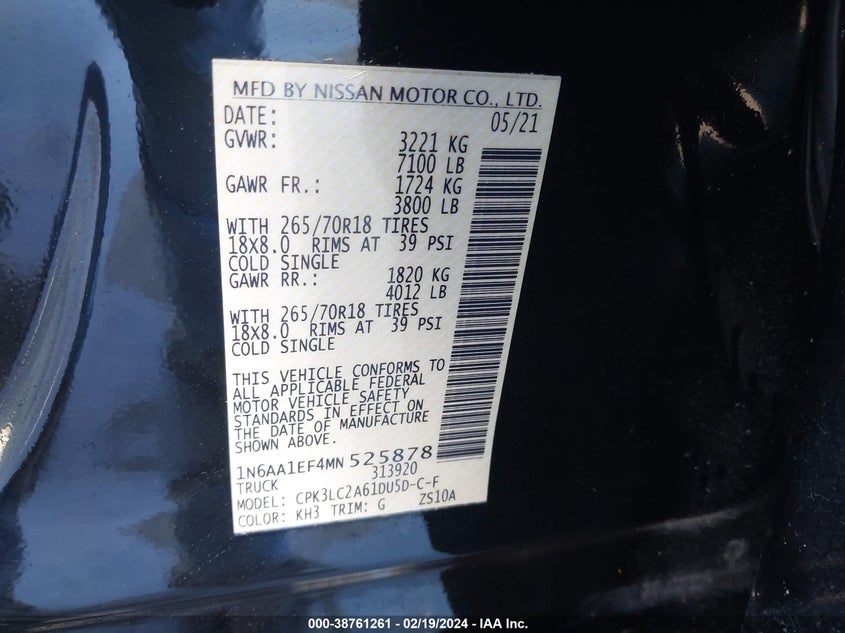 MFD BY NISSAN MOTOR CO., LTD.
DATE: 05/21
GVWR: 3221 KG
7100 LB
GAWR FR.: 1724 KG
3800 LB
WITH 265/70R18 TIRES
18X8.0 RIMS AT 39 PSI
COLD SINGLE
GAWR RR.: 1820 KG
4012 LB
WITH 265/70R18 TIRES
18X8.0 RIMS AT 39 PSI
COLD SINGLE
THIS VEHICLE CONFORMS TO
ALL APPLICABLE FEDERAL
MOTOR VEHICLE SAFETY
STANDARDS IN EFFECT ON
THE DATE OF MANUFACTURE
SHOWN ABOVE.
1N6AA1EF4MN525878
TRUCK 313920
MODEL: CPK3LC2A61DU5D-C-F
COLOR: KH3 TRIM: G ZS10A
000-38761261 - 02/19/2024 - IAA Inc.